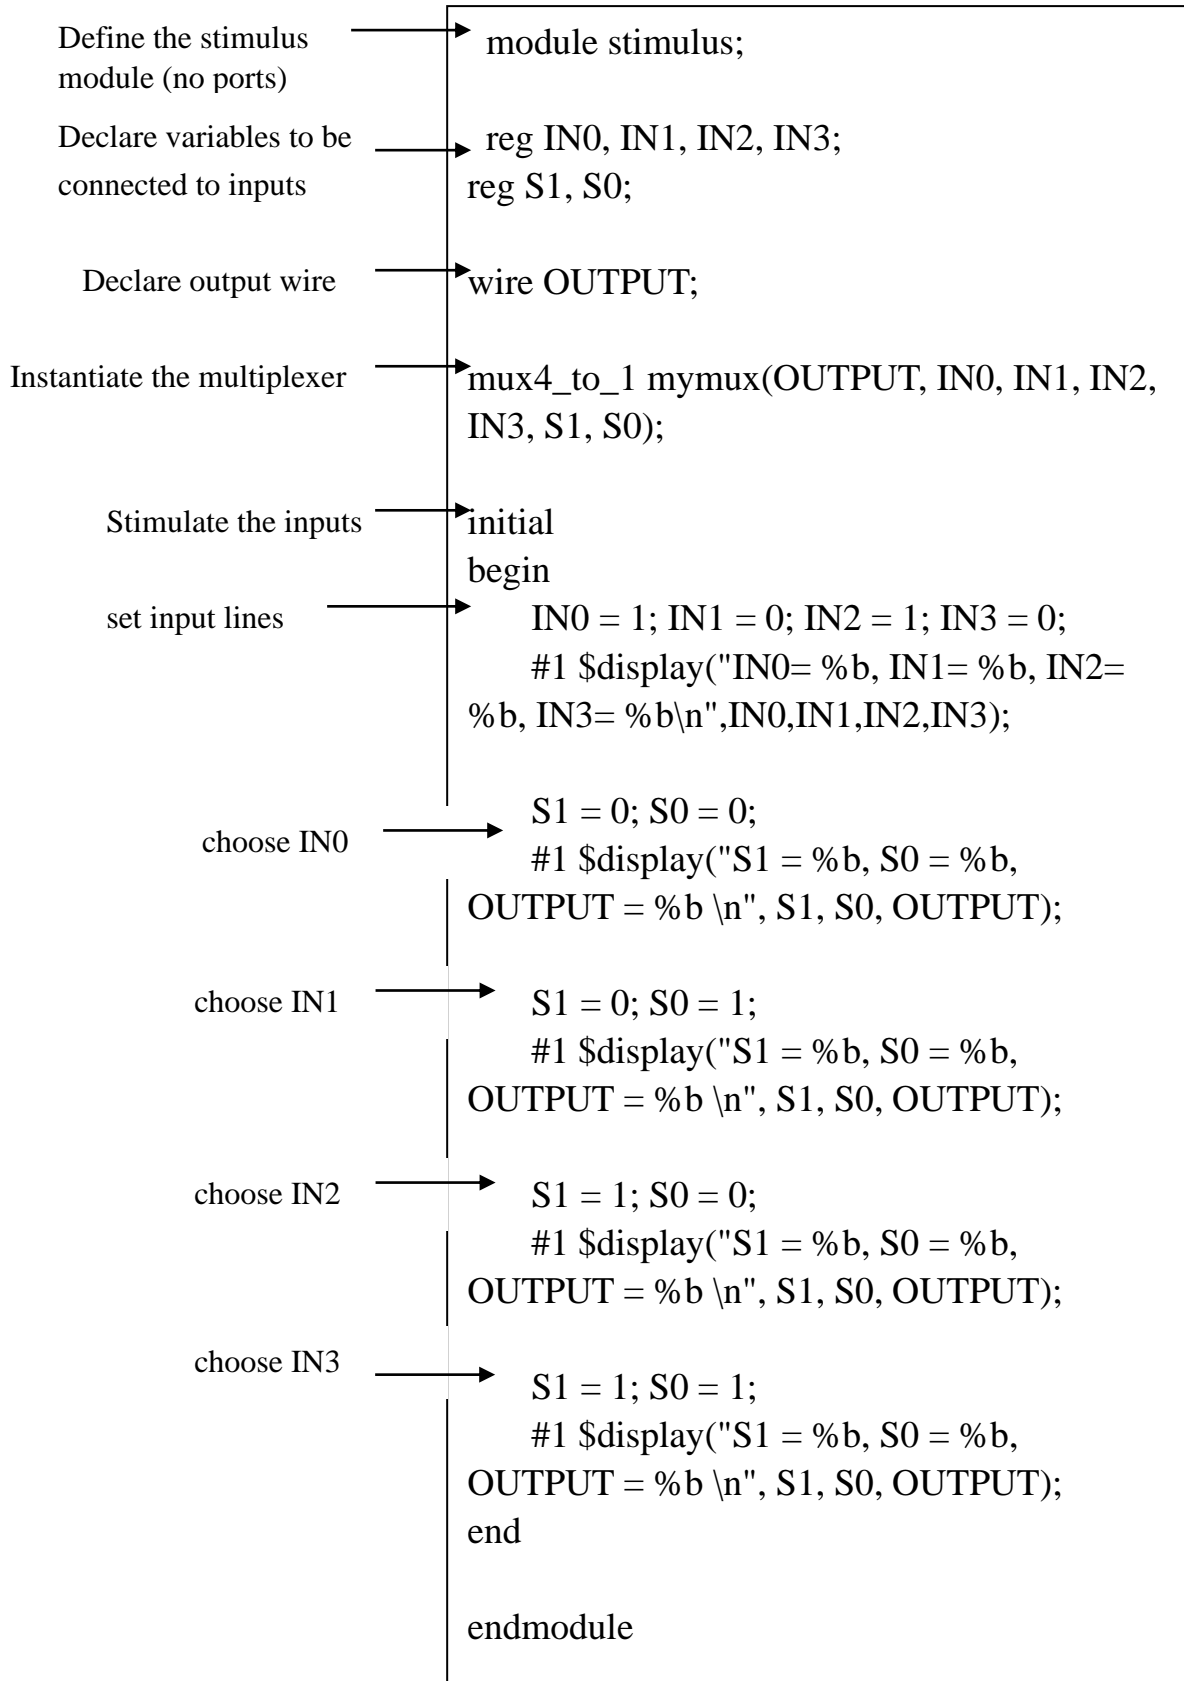 Define the stimulus
module (no ports)
module stimulus;
Declare variables to be
connected to inputs
reg IN0, IN1, IN2, IN3;
reg S1, S0;
Declare output wire
wire OUTPUT;
Instantiate the multiplexer
mux4_to_1 mymux(OUTPUT, IN0, IN1, IN2,
IN3, S1, S0);
Stimulate the inputs
initial
begin
set input lines
IN0 = 1; IN1 = 0; IN2 = 1; IN3 = 0;
#1 $display("IN0= %b, IN1= %b, IN2=
%b, IN3= %b\n",IN0,IN1,IN2,IN3);
choose IN0
S1 = 0; S0 = 0;
#1 $display("S1 = %b, S0 = %b,
OUTPUT = %b \n", S1, S0, OUTPUT);
choose IN1
S1 = 0; S0 = 1;
#1 $display("S1 = %b, S0 = %b,
OUTPUT = %b \n", S1, S0, OUTPUT);
choose IN2
S1 = 1; S0 = 0;
#1 $display("S1 = %b, S0 = %b,
OUTPUT = %b \n", S1, S0, OUTPUT);
choose IN3
S1 = 1; S0 = 1;
#1 $display("S1 = %b, S0 = %b,
OUTPUT = %b \n", S1, S0, OUTPUT);
end
endmodule